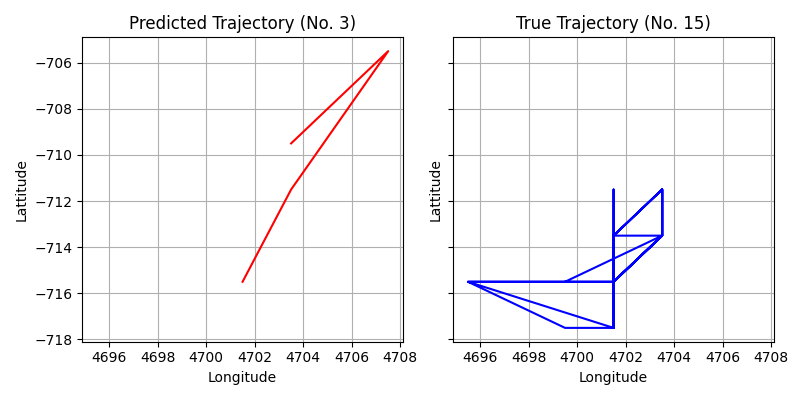 Predicted Trajectory (No. 3)
True Trajectory (No. 15)
Lattitude
−706
−708
−710
−712
−714
−716
−718
4696 4698 4700 4702 4704 4706 4708
Longitude
Lattitude
4696 4698 4700 4702 4704 4706 4708
Longitude